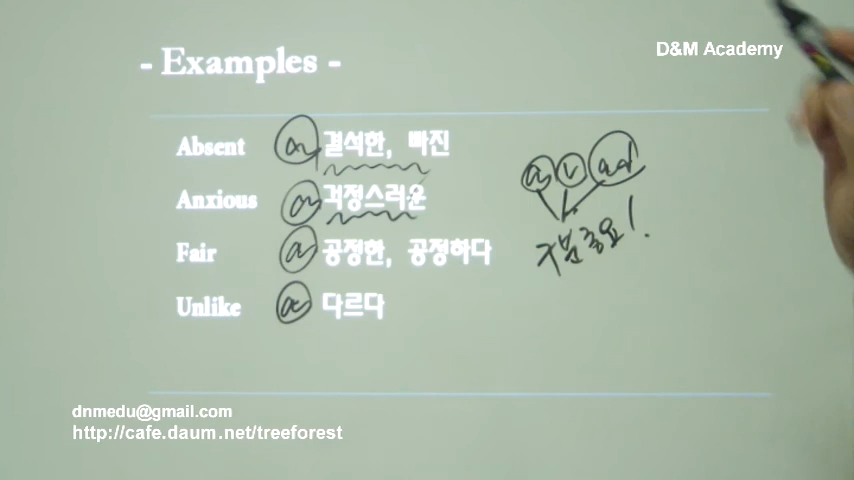 D&M Academy
- Examples -
Absent a 결석한, 빠진
Anxious a 걱정스러운
Fair a 공정한, 공정하다
Unlike a 다르다
a v ad
구분 중요!
dnmedu@gmail.com
http://cafe.daum.net/treeforest